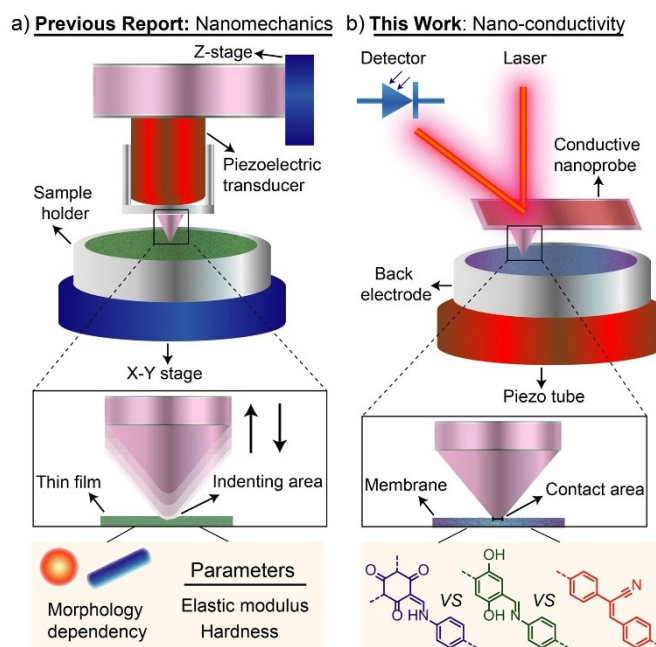 a) Previous Report: Nanomechanics
Z-stage
Piezoelectric
transducer
Sample
holder
X-Y stage
Thin film
Indenting area
Morphology
dependency
Parameters
Elastic modulus
Hardness
b) This Work: Nano-conductivity
Detector
Laser
Conductive
nanoprobe
Back
electrode
Piezo tube
Membrane
Contact area
O
O
O
HN
VS
OH
OH
N
VS
N